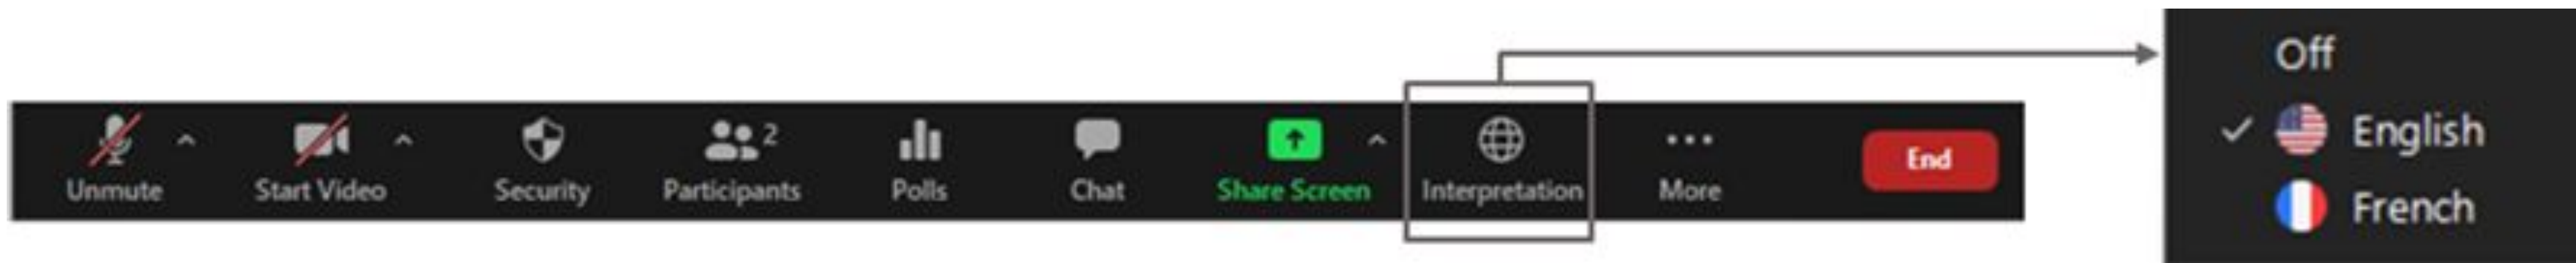 Unmute
Start Video
Security
Participants
2
Polls
Chat
Share Screen
Interpretation
More
End
Off
English
French